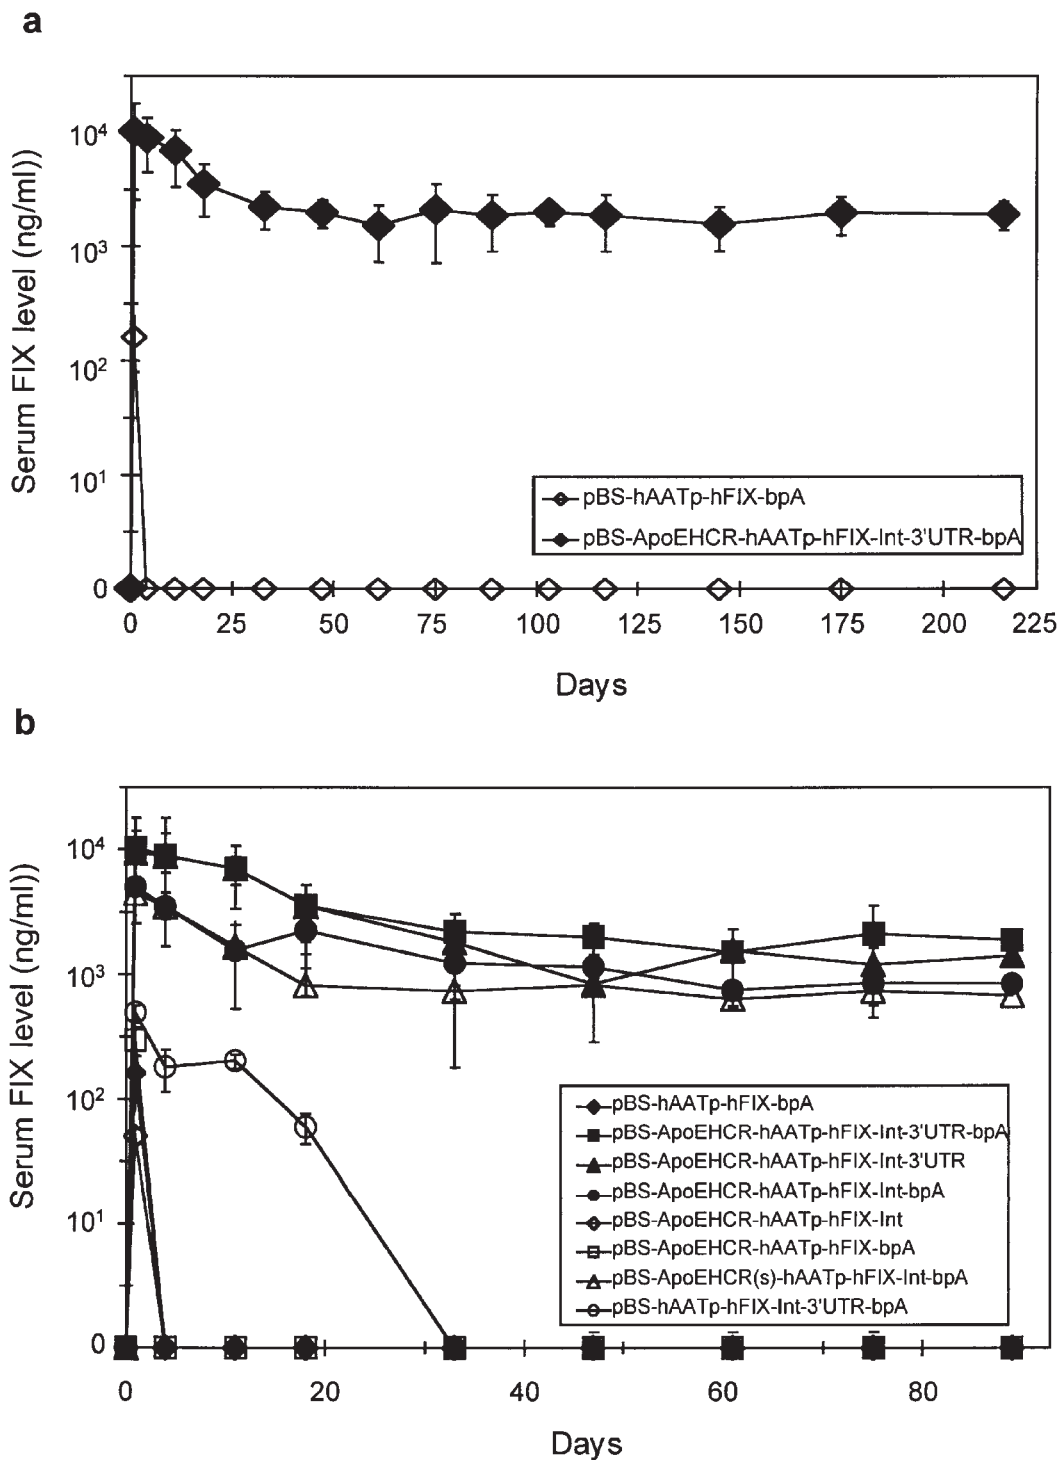 a
Serum FIX level (ng/ml))
10⁴
10³
10²
10¹
0
pBS-hAATp-hFIX-bpA
pBS-ApoEHCR-hAATp-hFIX-Int-3'UTR-bpA
0 25 50 75 100 125 150 175 200 225
Days
b
Serum FIX level (ng/ml))
10⁴
10³
10²
10¹
0
pBS-hAATp-hFIX-bpA
pBS-ApoEHCR-hAATp-hFIX-Int-3'UTR-bpA
pBS-ApoEHCR-hAATp-hFIX-Int-3'UTR
pBS-ApoEHCR-hAATp-hFIX-Int-bpA
pBS-ApoEHCR-hAATp-hFIX-Int
pBS-ApoEHCR-hAATp-hFIX-bpA
pBS-ApoEHCR(s)-hAATp-hFIX-Int-bpA
pBS-hAATp-hFIX-Int-3'UTR-bpA
0 20 40 60 80
Days